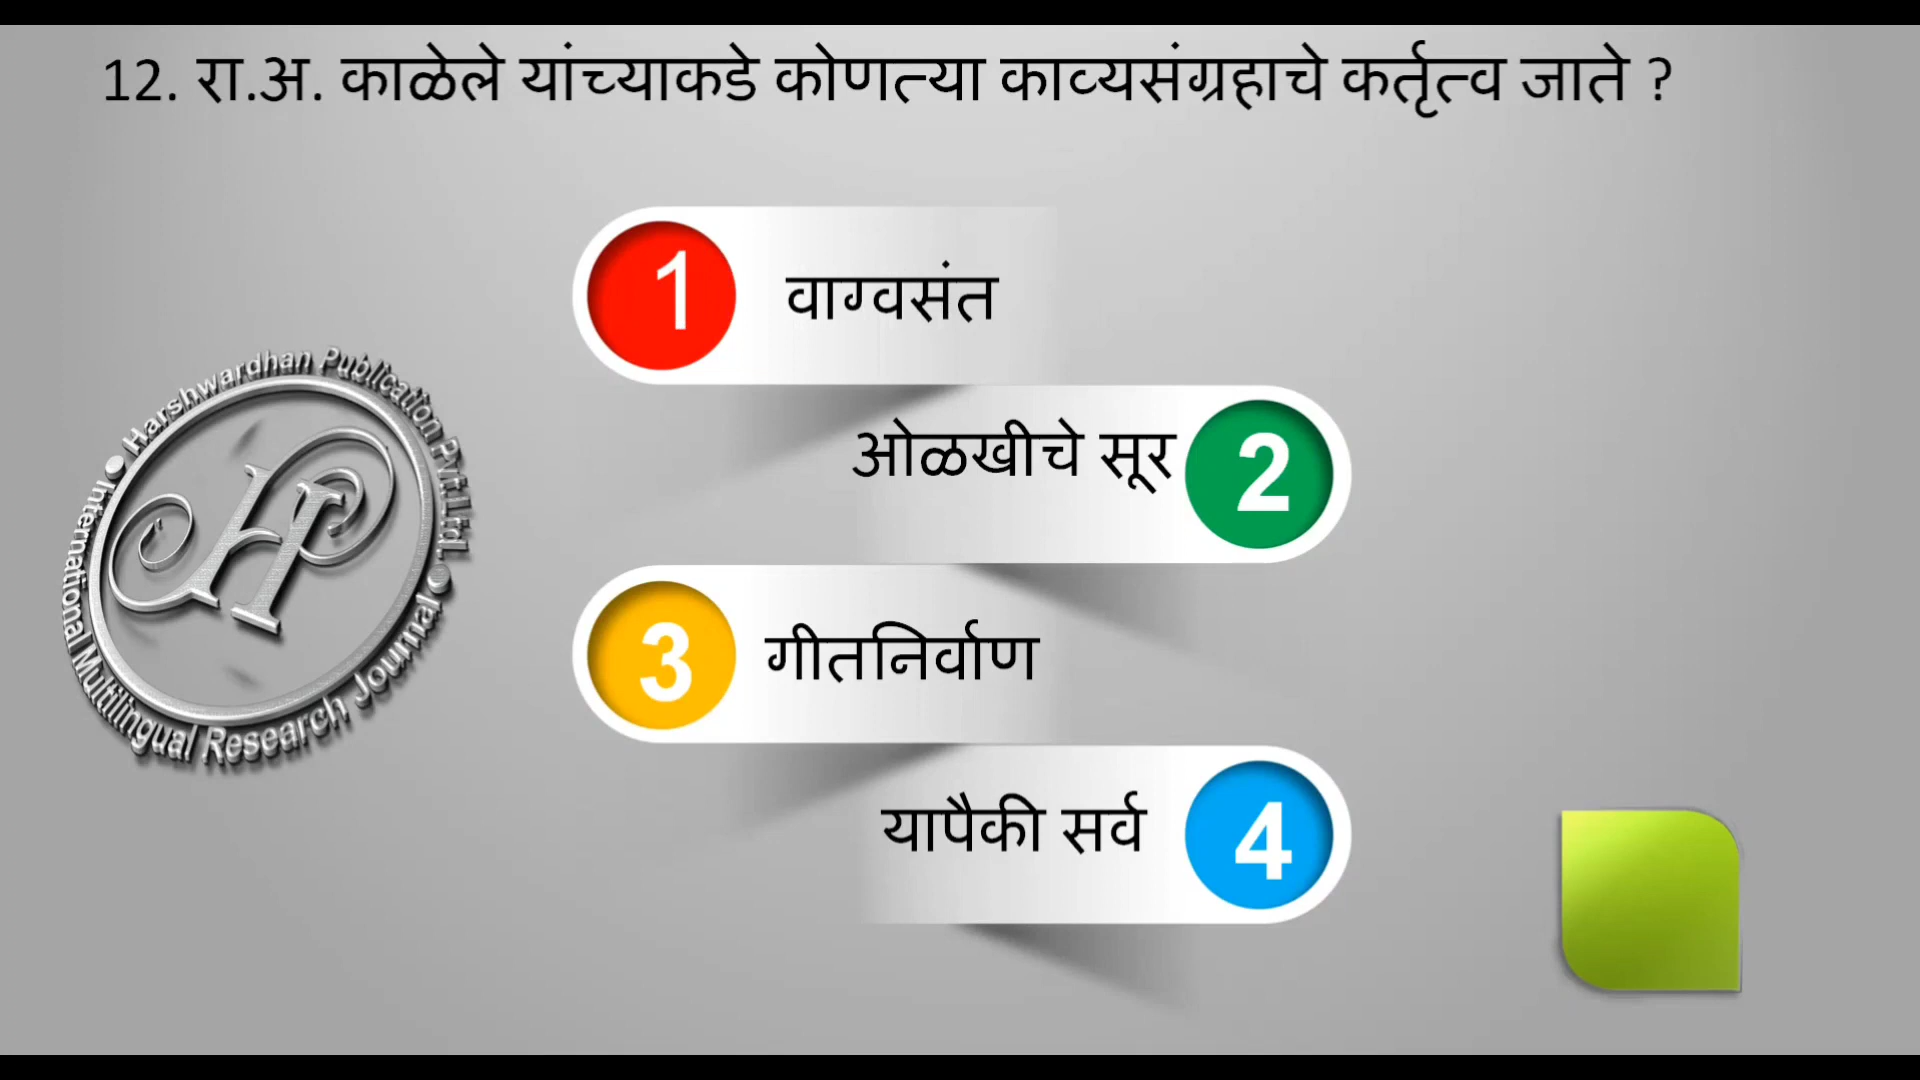 12. रा.अ. काळेले यांच्याकडे कोणत्या काव्यसंग्रहाचे कर्तृत्व जाते ?
1 वाग्वसंत
ओळखीचे सूर 2
3 गीतनिर्वाण
यापैकी सर्व 4
Harshwardhan Publication Pvt.Ltd.
International Multilingual Research Journal